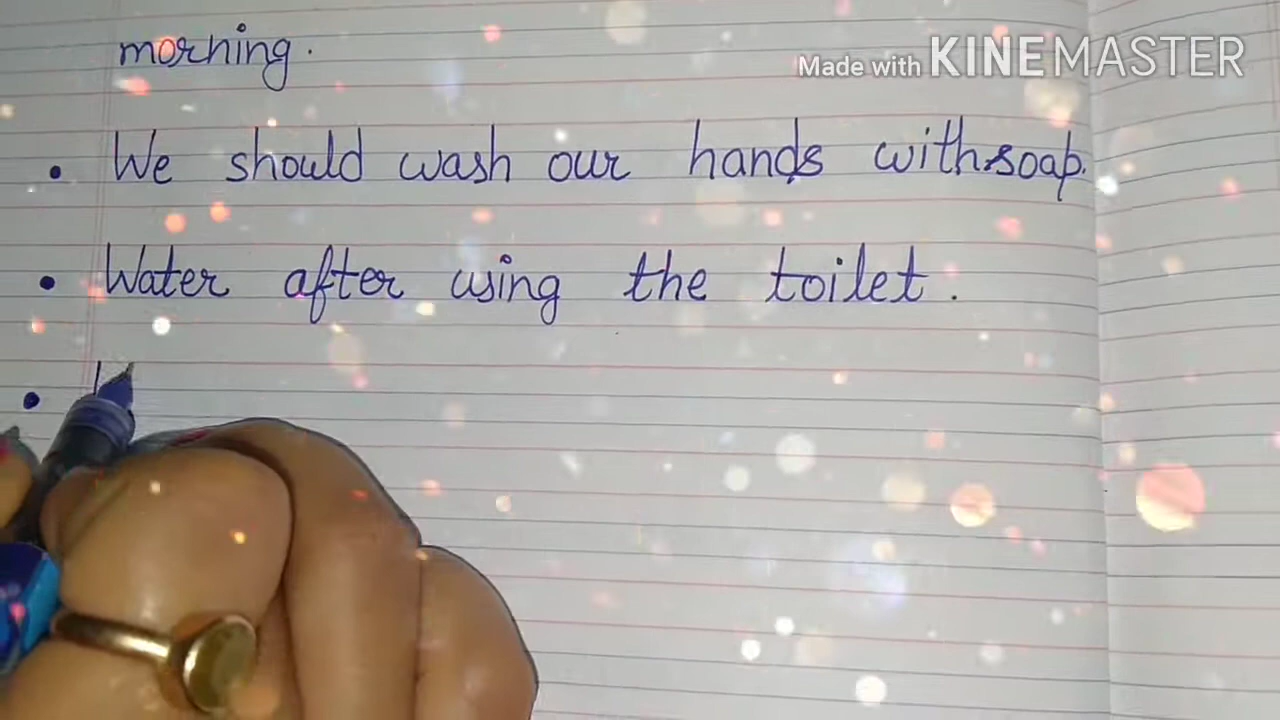 morning.
Made with KINEMASTER
• We should wash our hands with soap.
• Water after using the toilet.
•